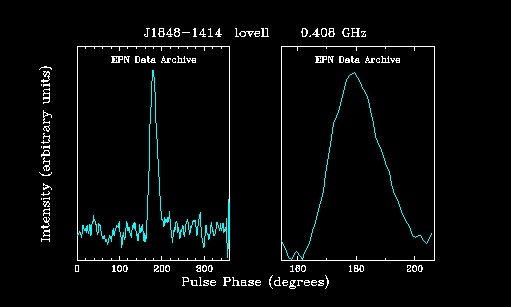 J1848-1414 lovell 0.408 GHz
EPN Data Archive EPN Data Archive
Intensity (arbitrary units)
0 100 200 300 160 180 200
Pulse Phase (degrees)